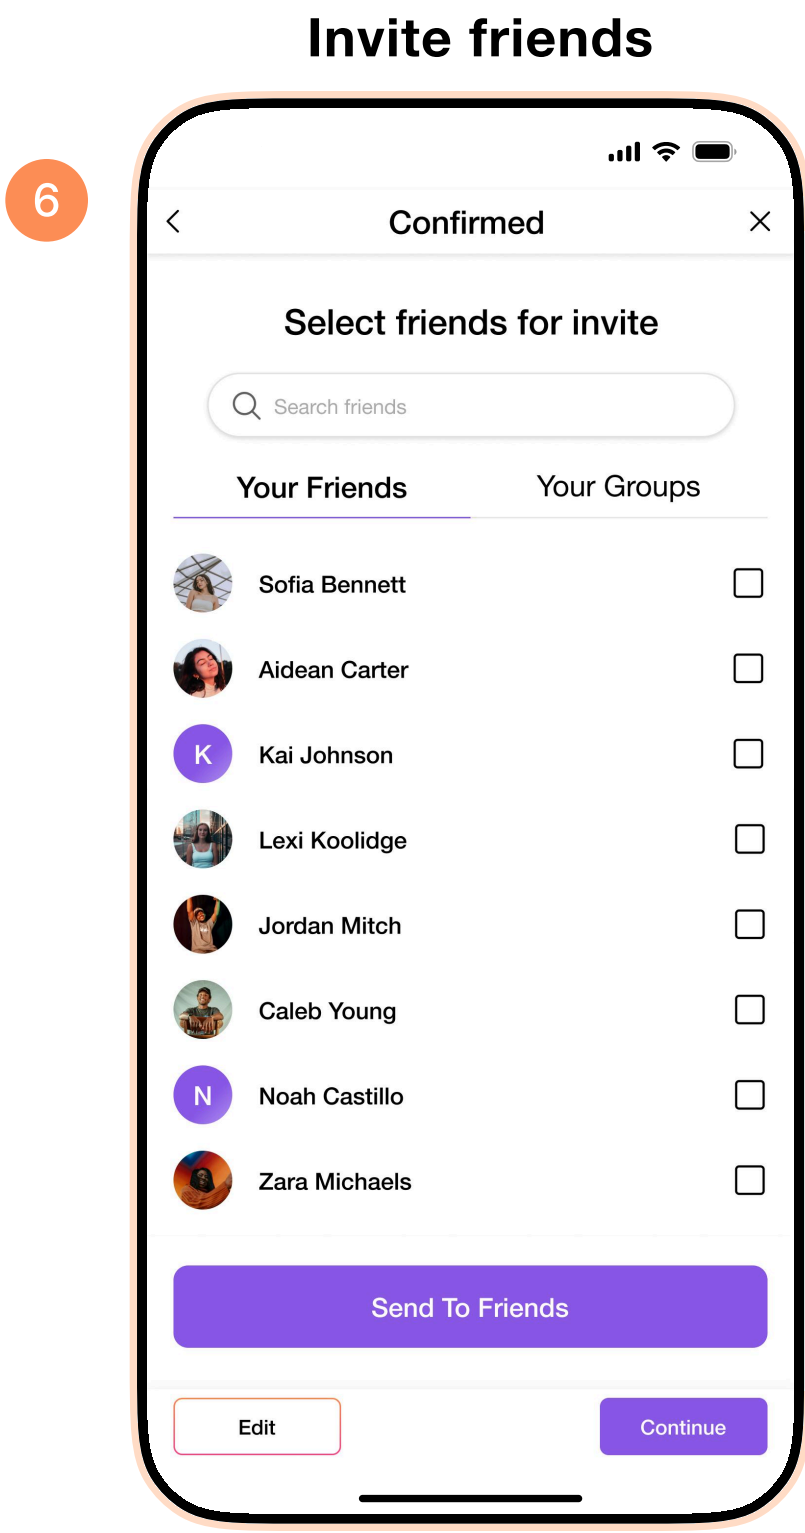 Invite friends
6
Confirmed
Select friends for invite
Search friends
Your Friends
Your Groups
Sofia Bennett
Aidean Carter
K
Kai Johnson
Lexi Koolidge
Jordan Mitch
Caleb Young
N
Noah Castillo
Zara Michaels
Send To Friends
Edit
Continue